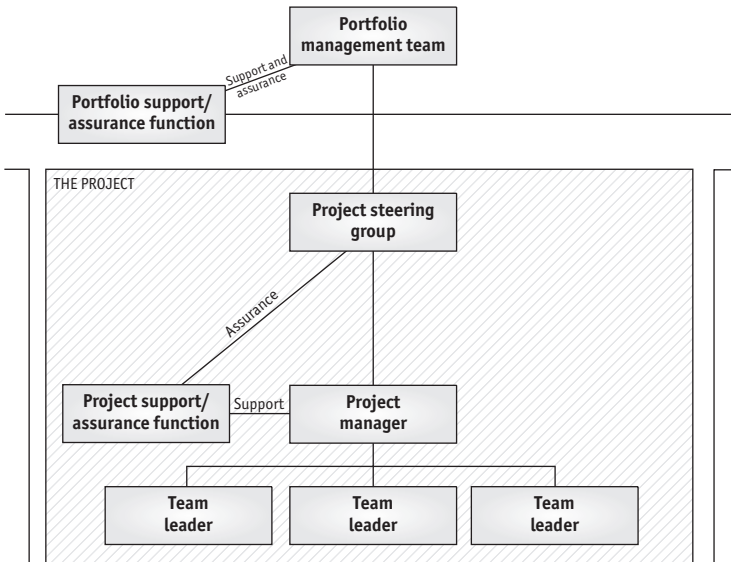 Portfolio
management team
Support and
assurance
Portfolio support/
assurance function
THE PROJECT
Project steering
group
Assurance
Project support/
assurance function
Support
Project
manager
Team
leader
Team
leader
Team
leader